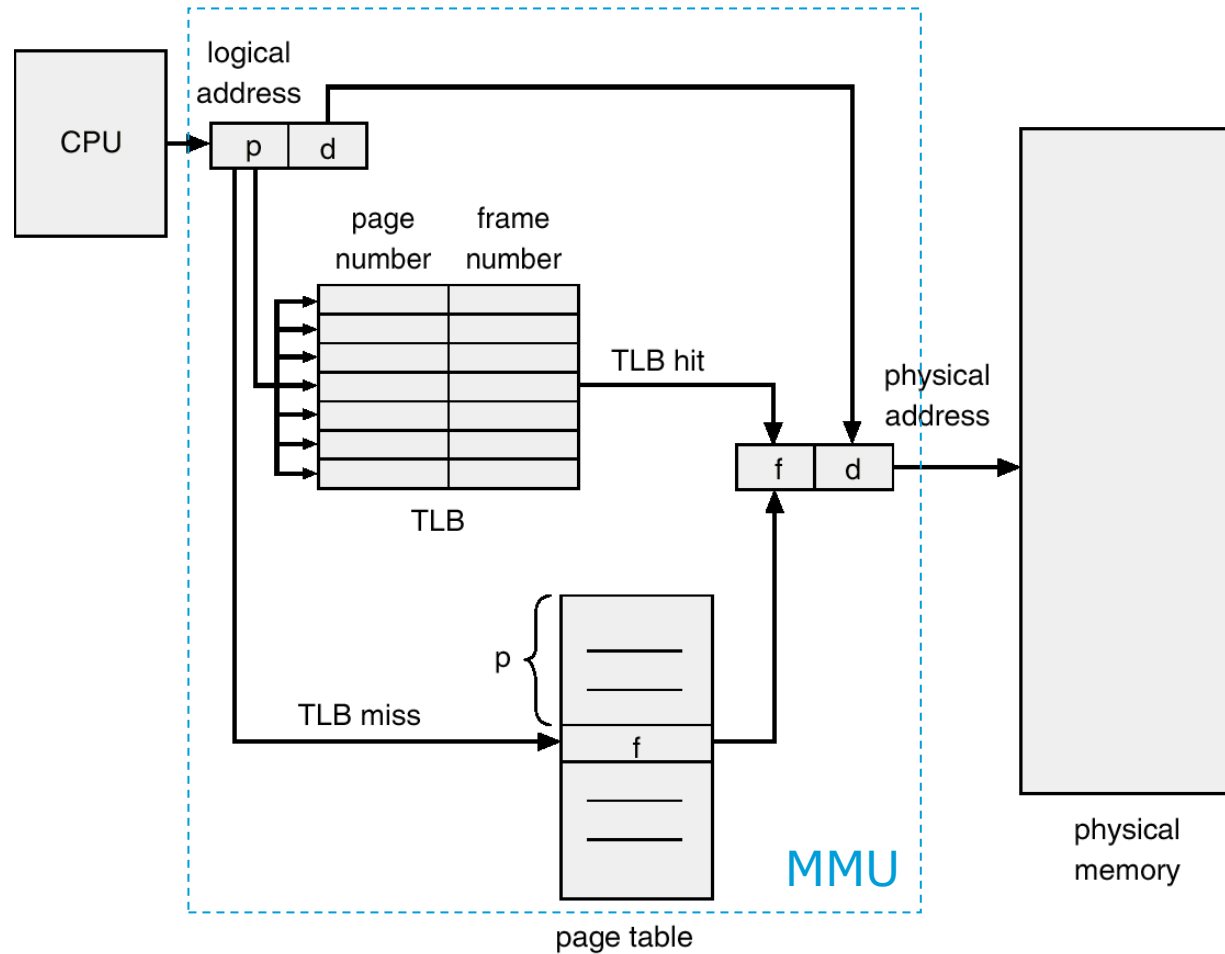 logical
address
CPU
p
d
page
number
frame
number
TLB hit
physical
address
f
d
TLB
p
TLB miss
f
MMU
physical
memory
page table